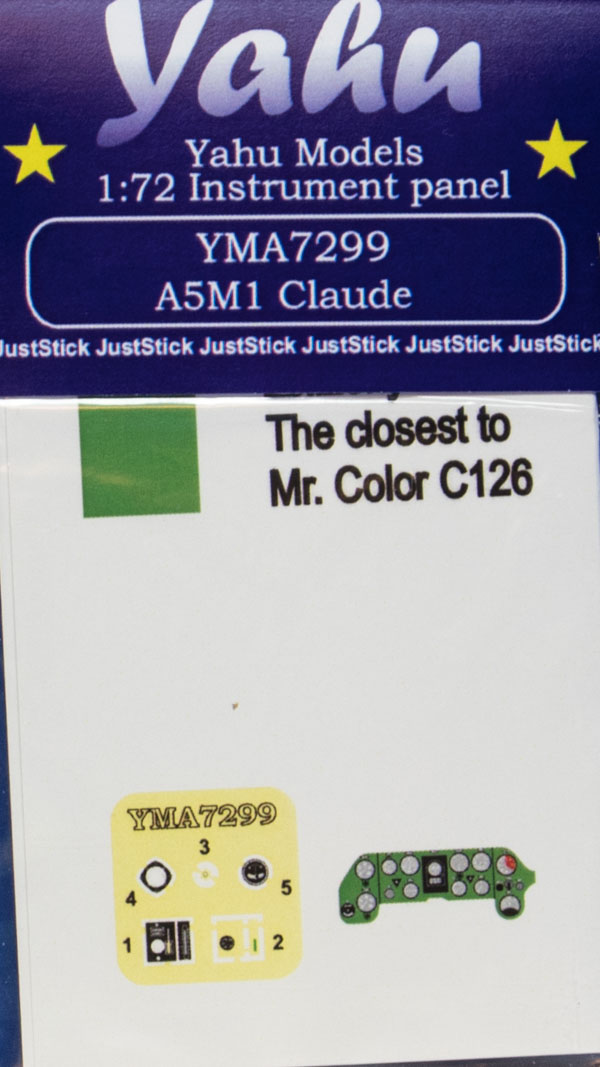 Yahu
Yahu Models
1:72 Instrument panel
YMA7299
A5M1 Claude
JustStick JustStick JustStick JustStick JustStick JustStick
The closest to
Mr. Color C126
YMA7299
3
4
5
1
2